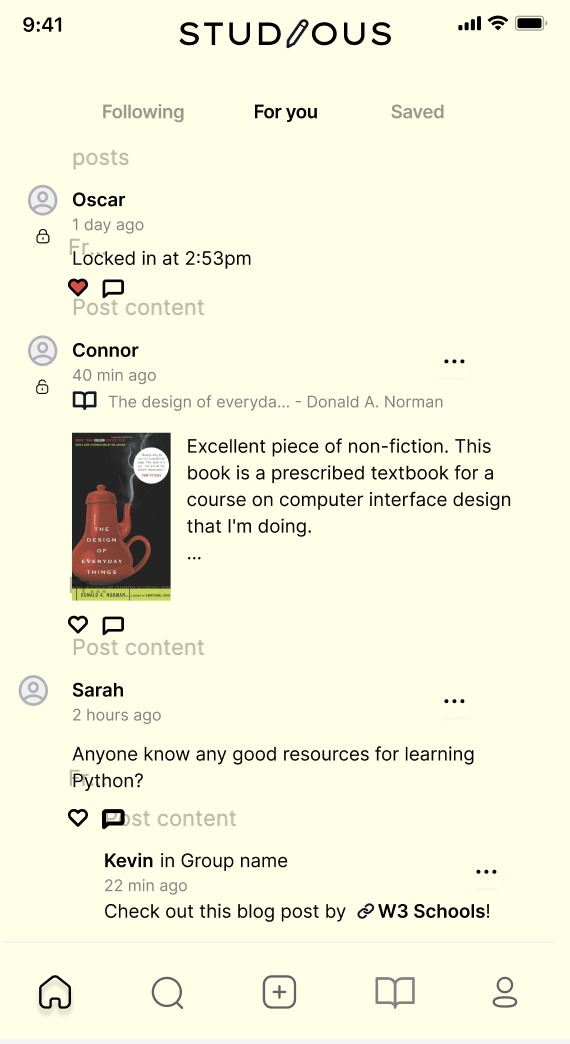 9:41
STUDIOUS
Following For you Saved
posts
Oscar
1 day ago
Fr...
Locked in at 2:53pm
Post content
Connor
40 min ago
The design of everyda... - Donald A. Norman
Excellent piece of non-fiction. This
book is a prescribed textbook for a
course on computer interface design
that I'm doing.
...
THE
DESIGN
OF
EVERYDAY
THINGS
DONALD A. NORMAN
Post content
Sarah
2 hours ago
Anyone know any good resources for learning
Fr...
Python?
Post content
Kevin in Group name
22 min ago
Check out this blog post by W3 Schools!